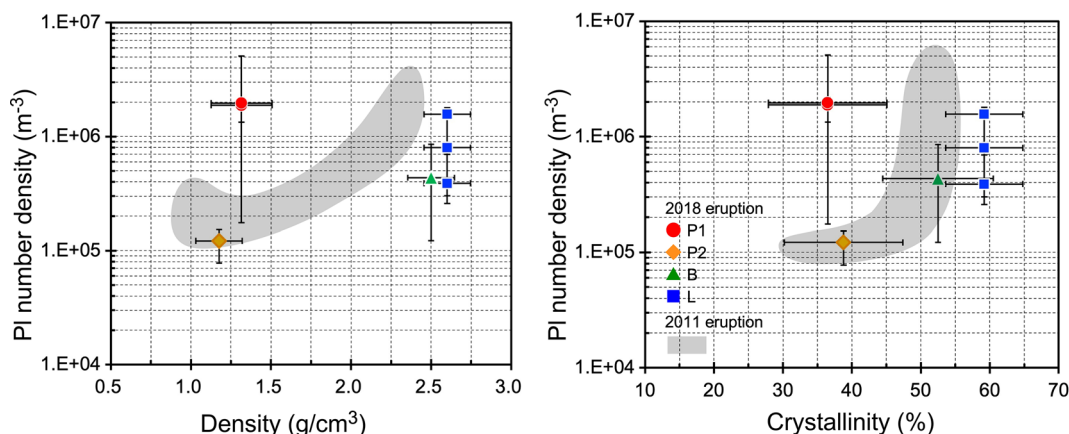 PI number density (m-3)
1.E+07
1.E+06
1.E+05
1.E+04
0.5 1.0 1.5 2.0 2.5 3.0
Density (g/cm3)
PI number density (m-3)
1.E+07
1.E+06
1.E+05
1.E+04
2018 eruption
P1
P2
B
L
2011 eruption
10 20 30 40 50 60 70
Crystallinity (%)